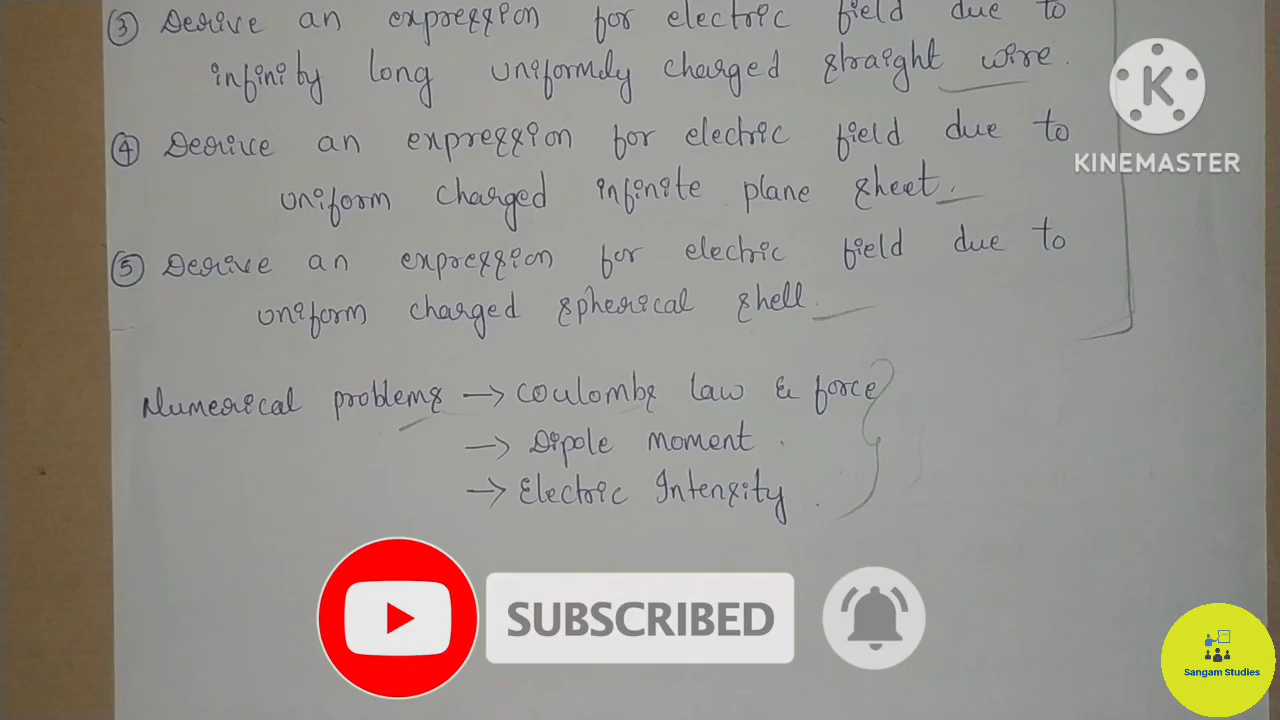 ③ Derive an expression for electric field due to
infinity long uniformly charged straight wire.
④ Derive an expression for electric field due to
uniform charged infinite plane sheet.
⑤ Derive an expression for electric field due to
uniform charged spherical shell.
Numerical problems → Coulombs law & force
→ Dipole moment.
→ Electric Intensity.
K
KINEMASTER
SUBSCRIBED
Sangam Studies